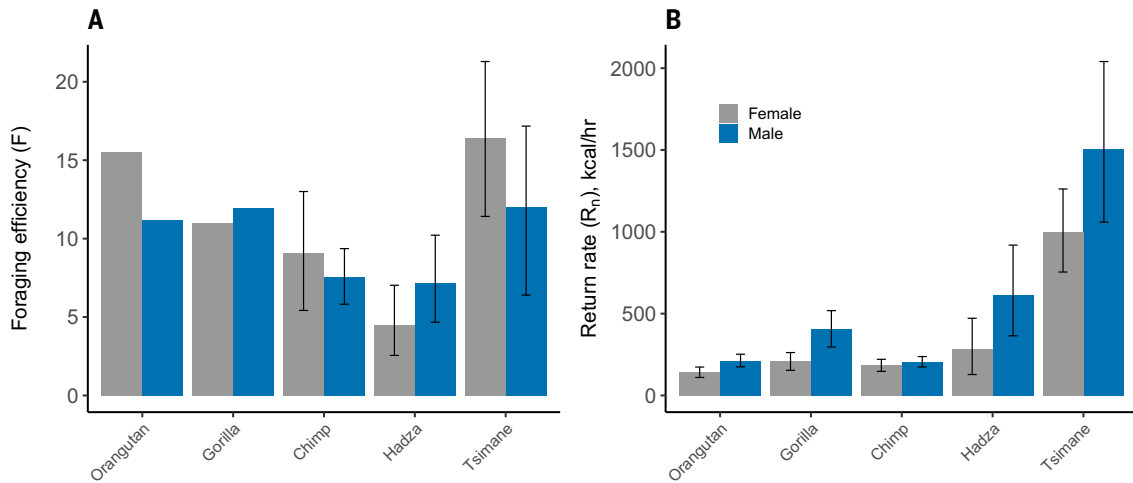 A
Foraging efficiency (F)
20
15
10
5
0
Orangutan
Gorilla
Chimp
Hadza
Tsimane
B
Return rate (Rn), kcal/hr
2000
1500
1000
500
0
Female
Male
Orangutan
Gorilla
Chimp
Hadza
Tsimane